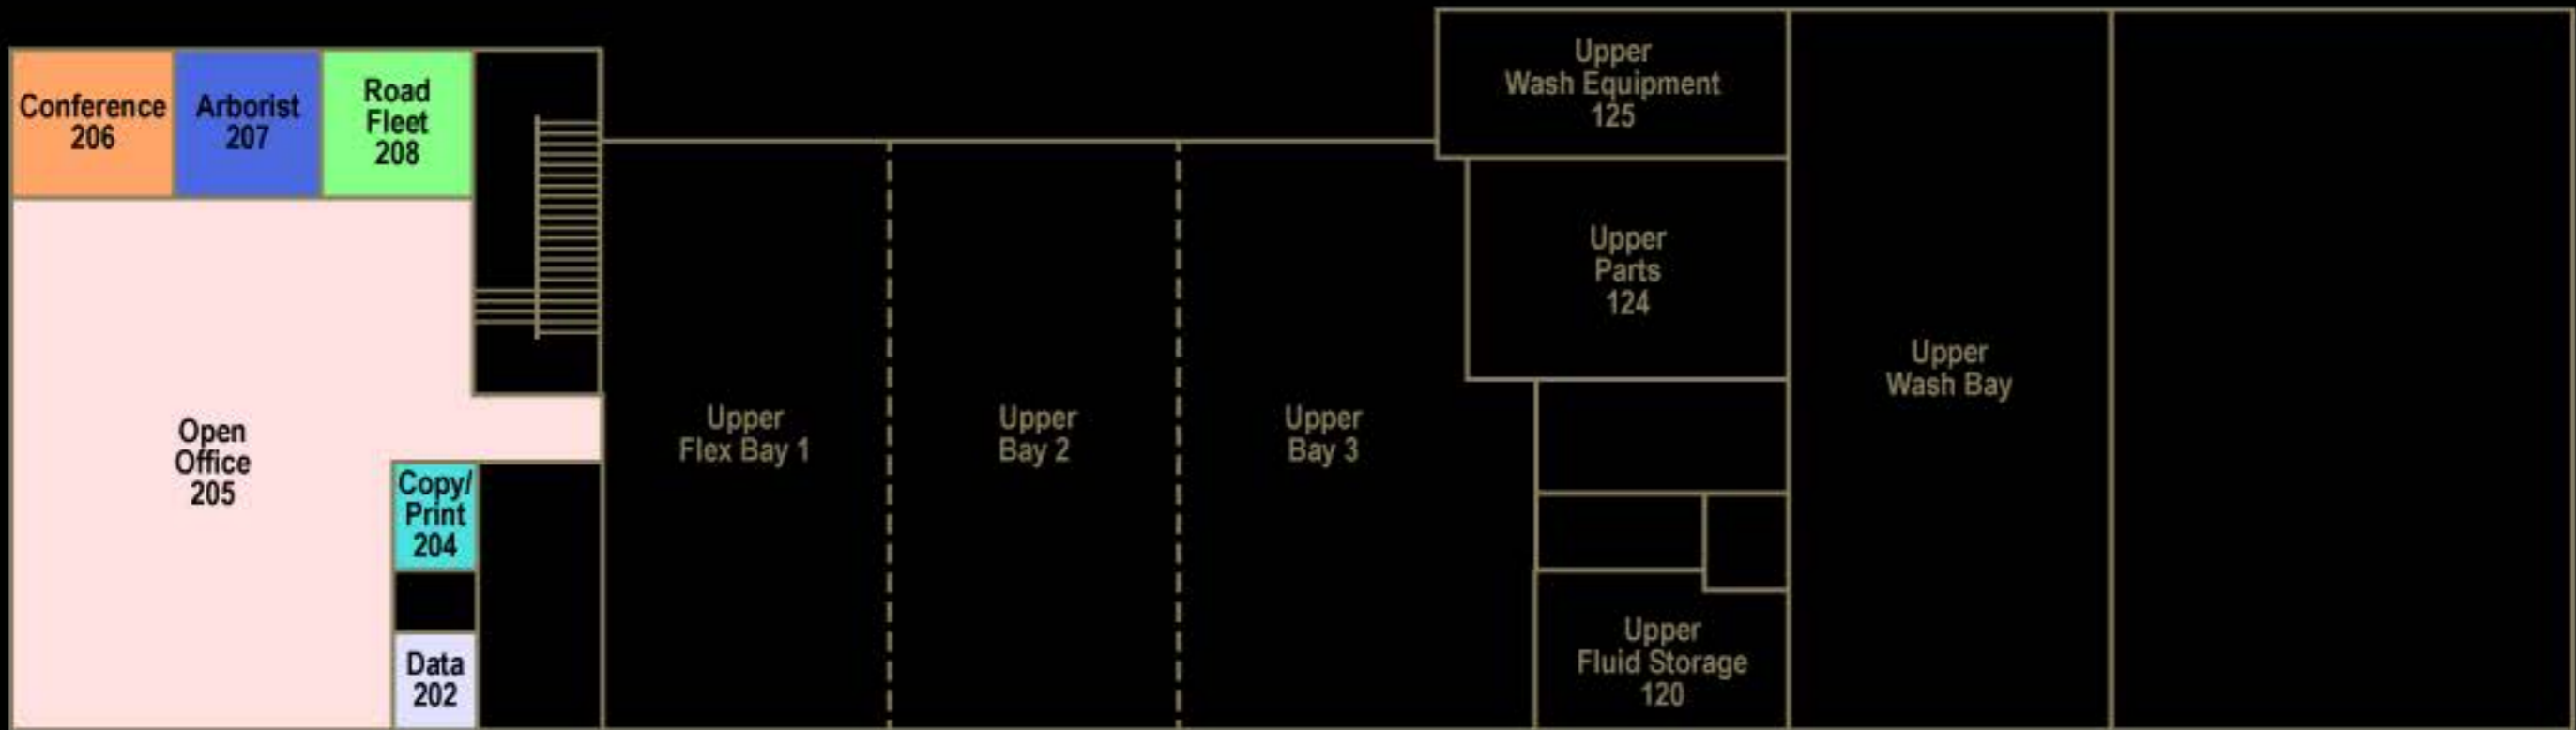 Conference
206
Arborist
207
Road
Fleet
208
Open
Office
205
Copy/
Print
204
Data
202
Upper
Flex Bay 1
Upper
Bay 2
Upper
Bay 3
Upper
Wash Equipment
125
Upper
Parts
124
Upper
Fluid Storage
120
Upper
Wash Bay